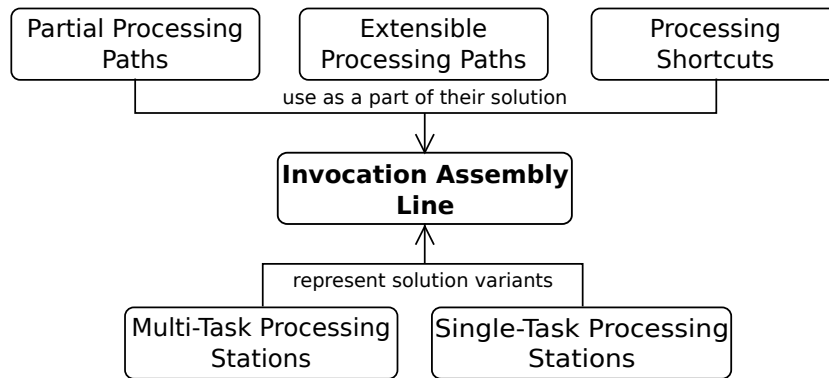 Partial Processing
Paths
Extensible
Processing Paths
Processing
Shortcuts
use as a part of their solution
Invocation Assembly
Line
represent solution variants
Multi-Task Processing
Stations
Single-Task Processing
Stations